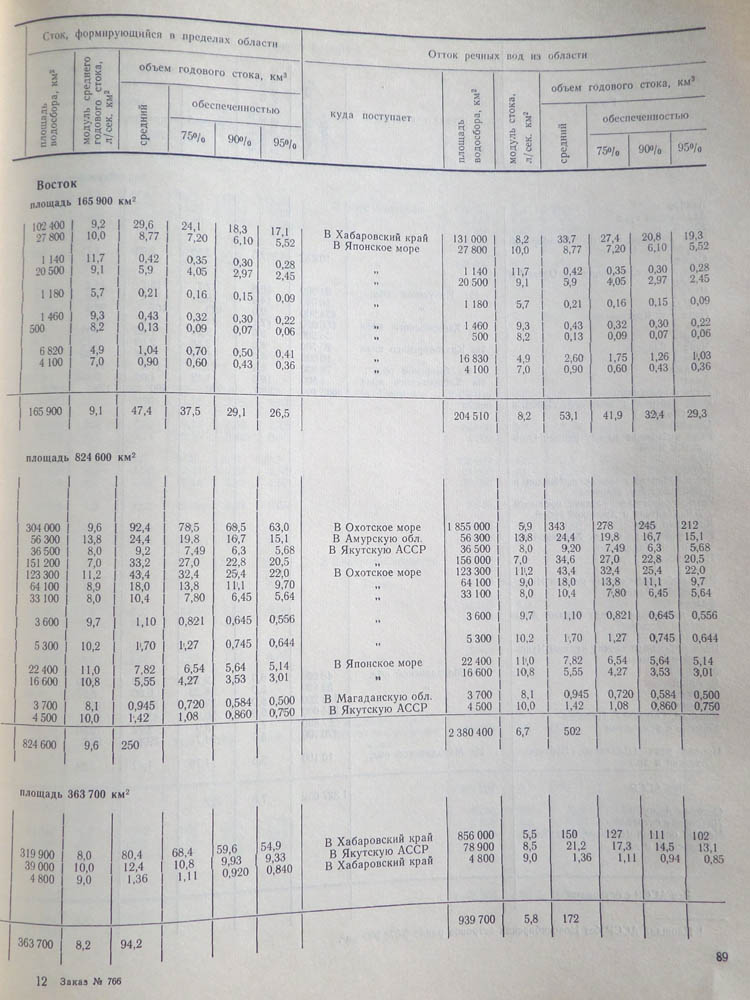 Сток, формирующийся в пределах области | Отток речных вод из области
площадь водосбора, км² | модуль среднего годового стока, л/сек. км² | объем годового стока, км³ | куда поступает | площадь водосбора, км² | модуль стока, л/сек. км² | объем годового стока, км³
средний | обеспеченностью | средний | обеспеченностью
75% | 90% | 95% | 75% | 90% | 95%
Восток
площадь 165 900 км²
102 400 | 9,2 | 29,6 | 24,1 | 18,3 | 17,1 | В Хабаровский край | 131 000 | 8,2 | 33,7 | 27,4 | 20,8 | 19,3
27 800 | 10,0 | 8,77 | 7,20 | 6,10 | 5,52 | В Японское море | 27 800 | 10,0 | 8,77 | 7,20 | 6,10 | 5,52
1 140 | 11,7 | 0,42 | 0,35 | 0,30 | 0,28 | „ | 1 140 | 11,7 | 0,42 | 0,35 | 0,30 | 0,28
20 500 | 9,1 | 5,9 | 4,05 | 2,97 | 2,45 | „ | 20 500 | 9,1 | 5,9 | 4,05 | 2,97 | 2,45
1 180 | 5,7 | 0,21 | 0,16 | 0,15 | 0,09 | „ | 1 180 | 5,7 | 0,21 | 0,16 | 0,15 | 0,09
1 460 | 9,3 | 0,43 | 0,32 | 0,30 | 0,22 | „ | 1 460 | 9,3 | 0,43 | 0,32 | 0,30 | 0,22
500 | 8,2 | 0,13 | 0,09 | 0,07 | 0,06 | „ | 500 | 8,2 | 0,13 | 0,09 | 0,07 | 0,06
6 820 | 4,9 | 1,04 | 0,70 | 0,50 | 0,41 | „ | 16 830 | 4,9 | 2,60 | 1,75 | 1,26 | 1,03
4 100 | 7,0 | 0,90 | 0,60 | 0,43 | 0,36 | „ | 4 100 | 7,0 | 0,90 | 0,60 | 0,43 | 0,36
165 900 | 9,1 | 47,4 | 37,5 | 29,1 | 26,5 | 204 510 | 8,2 | 53,1 | 41,9 | 32,4 | 29,3
площадь 824 600 км²
304 000 | 9,6 | 92,4 | 78,5 | 68,5 | 63,0 | В Охотское море | 1 855 000 | 5,9 | 343 | 278 | 245 | 212
56 300 | 13,8 | 24,4 | 19,8 | 16,7 | 15,1 | В Амурскую обл. | 56 300 | 13,8 | 24,4 | 19,8 | 16,7 | 15,1
36 500 | 8,0 | 9,2 | 7,49 | 6,3 | 5,68 | В Якутскую АССР | 36 500 | 8,0 | 9,20 | 7,49 | 6,3 | 5,68
151 200 | 7,0 | 33,2 | 27,0 | 22,8 | 20,5 | „ | 156 000 | 7,0 | 34,6 | 27,0 | 22,8 | 20,5
123 300 | 11,2 | 43,4 | 32,4 | 25,4 | 22,0 | В Охотское море | 123 300 | 11,2 | 43,4 | 32,4 | 25,4 | 22,0
64 100 | 8,9 | 18,0 | 13,8 | 11,1 | 9,70 | „ | 64 100 | 9,0 | 18,0 | 13,8 | 11,1 | 9,7
33 100 | 8,0 | 10,4 | 7,80 | 6,45 | 5,64 | „ | 33 100 | 8,0 | 10,4 | 7,80 | 6,45 | 5,64
3 600 | 9,7 | 1,10 | 0,821 | 0,645 | 0,556 | „ | 3 600 | 9,7 | 1,10 | 0,821 | 0,645 | 0,556
5 300 | 10,2 | 1,70 | 1,27 | 0,745 | 0,644 | „ | 5 300 | 10,2 | 1,70 | 1,27 | 0,745 | 0,644
22 400 | 11,0 | 7,82 | 6,54 | 5,64 | 5,14 | В Японское море | 22 400 | 11,0 | 7,82 | 6,54 | 5,64 | 5,14
16 600 | 10,8 | 5,55 | 4,27 | 3,53 | 3,01 | „ | 16 600 | 10,8 | 5,55 | 4,27 | 3,53 | 3,01
3 700 | 8,1 | 0,945 | 0,720 | 0,584 | 0,500 | В Магаданскую обл. | 3 700 | 8,1 | 0,945 | 0,720 | 0,584 | 0,500
4 500 | 10,0 | 1,42 | 1,08 | 0,860 | 0,750 | В Якутскую АССР | 4 500 | 10,0 | 1,42 | 1,08 | 0,860 | 0,750
824 600 | 9,6 | 250 | 2 380 400 | 6,7 | 502
площадь 363 700 км²
319 900 | 8,0 | 80,4 | 68,4 | 59,6 | 54,9 | В Хабаровский край | 856 000 | 5,5 | 150 | 127 | 111 | 102
39 000 | 10,0 | 12,4 | 10,8 | 9,93 | 9,33 | В Якутскую АССР | 78 900 | 8,5 | 21,2 | 17,3 | 14,5 | 13,1
4 800 | 9,0 | 1,36 | 1,11 | 0,920 | 0,840 | В Хабаровский край | 4 800 | 9,0 | 1,36 | 1,11 | 0,94 | 0,85
363 700 | 8,2 | 94,2 | 939 700 | 5,8 | 172
89
12 Заказ № 766